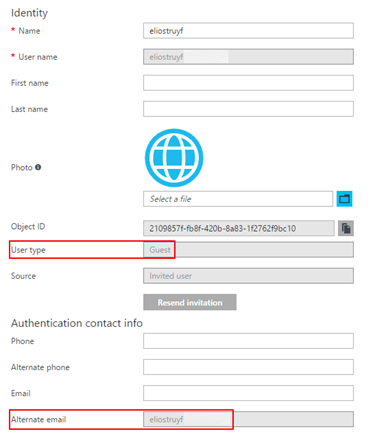 Identity
* Name eliostruyf
* User name eliostruyf
First name
Last name
Photo
Select a file
Object ID 2109857f-fb8f-420b-8a83-1f2762f9bc10
User type Guest
Source Invited user
Resend invitation
Authentication contact info
Phone
Alternate phone
Email
Alternate email eliostruyf